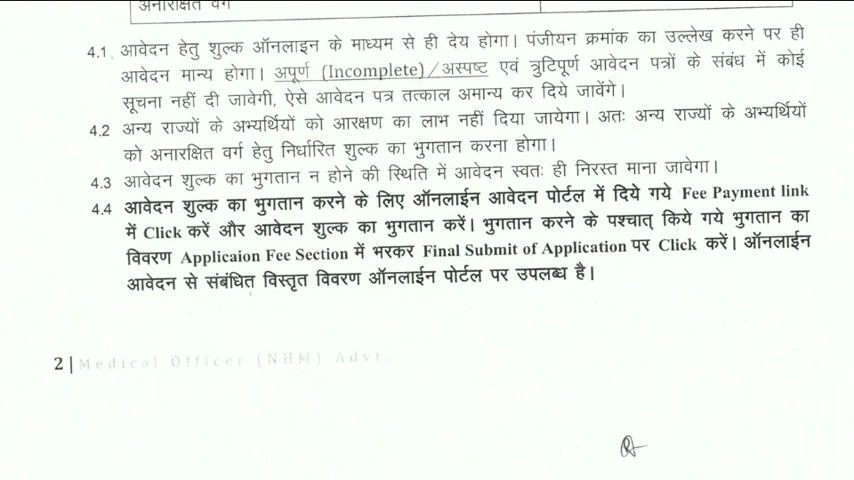 अनारक्षित वर्ग
4.1 आवेदन हेतु शुल्क ऑनलाइन के माध्यम से ही देय होगा। पंजीयन क्रमांक का उल्लेख करने पर ही
आवेदन मान्य होगा। अपूर्ण (Incomplete)/अस्पष्ट एवं त्रुटिपूर्ण आवेदन पत्रों के संबंध में कोई
सूचना नहीं दी जावेगी, ऐसे आवेदन पत्र तत्काल अमान्य कर दिये जावेंगे।
4.2 अन्य राज्यों के अभ्यर्थियों को आरक्षण का लाभ नहीं दिया जायेगा। अतः अन्य राज्यों के अभ्यर्थियों
को अनारक्षित वर्ग हेतु निर्धारित शुल्क का भुगतान करना होगा।
4.3 आवेदन शुल्क का भुगतान न होने की स्थिति में आवेदन स्वतः ही निरस्त माना जावेगा।
4.4 आवेदन शुल्क का भुगतान करने के लिए ऑनलाईन आवेदन पोर्टल में दिये गये Fee Payment link
में Click करें और आवेदन शुल्क का भुगतान करें। भुगतान करने के पश्चात् किये गये भुगतान का
विवरण Applicaion Fee Section में भरकर Final Submit of Application पर Click करें। ऑनलाईन
आवेदन से संबंधित विस्तृत विवरण ऑनलाईन पोर्टल पर उपलब्ध है।
2 | Medical Officer (NHM) Advt.